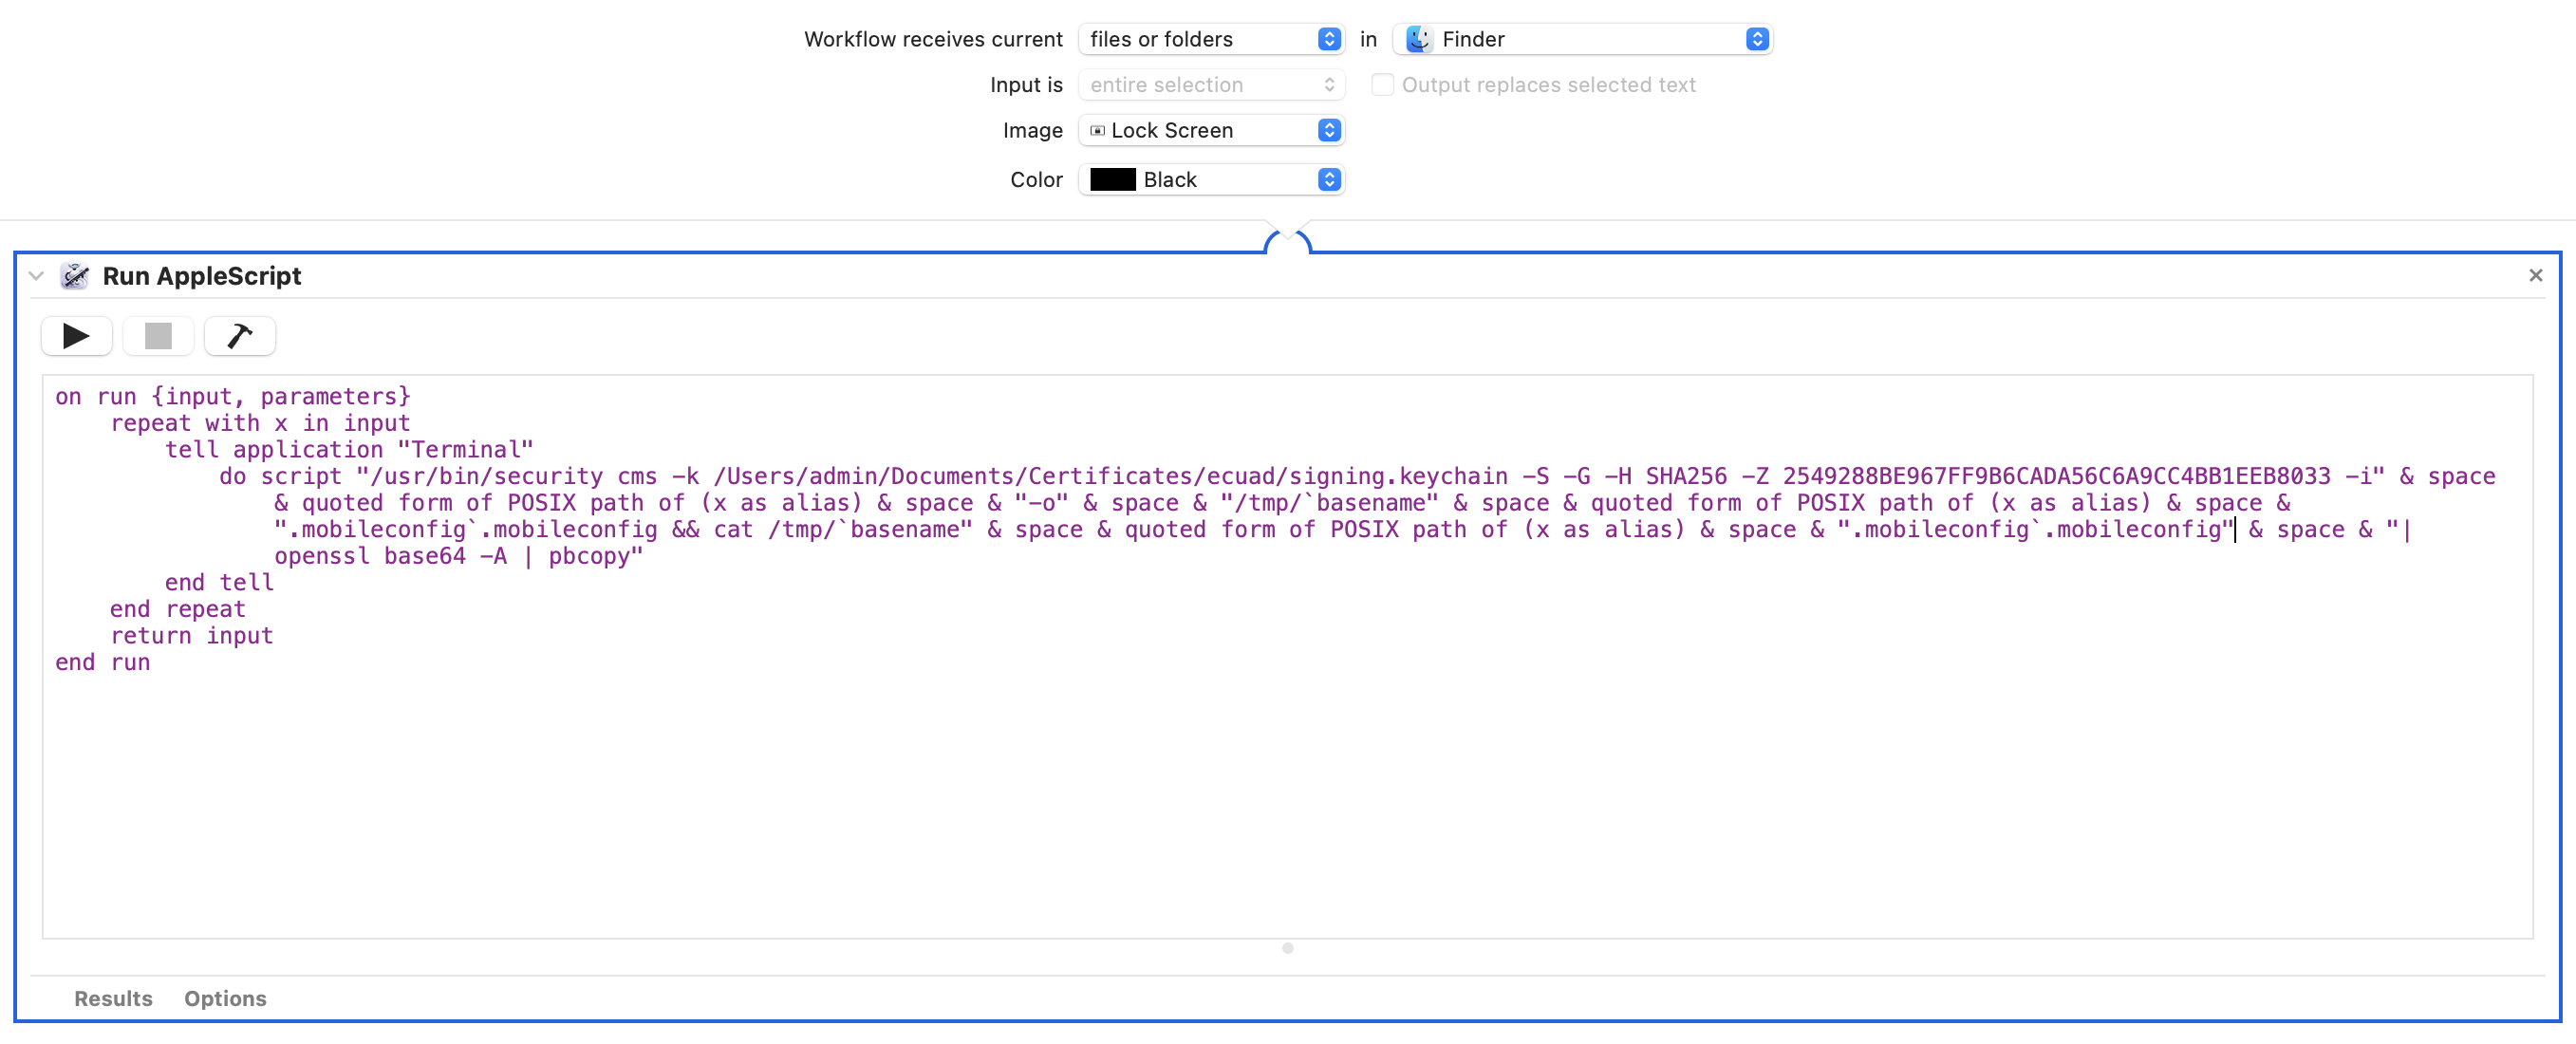 Workflow receives current files or folders in Finder
Input is entire selection Output replaces selected text
Image Lock Screen
Color Black
Run AppleScript
on run {input, parameters}
repeat with x in input
tell application "Terminal"
do script "/usr/bin/security cms -k /Users/admin/Documents/Certificates/ecuad/signing.keychain -S -G -H SHA256 -Z 2549288BE967FF9B6CADA56C6A9CC4BB1EEB8033 -i" & space
& quoted form of POSIX path of (x as alias) & space & "-o" & space & "/tmp/`basename" & space & quoted form of POSIX path of (x as alias) & space &
".mobileconfig`.mobileconfig && cat /tmp/`basename" & space & quoted form of POSIX path of (x as alias) & space & ".mobileconfig`.mobileconfig" & space & "|
openssl base64 -A | pbcopy"
end tell
end repeat
return input
end run
Results Options